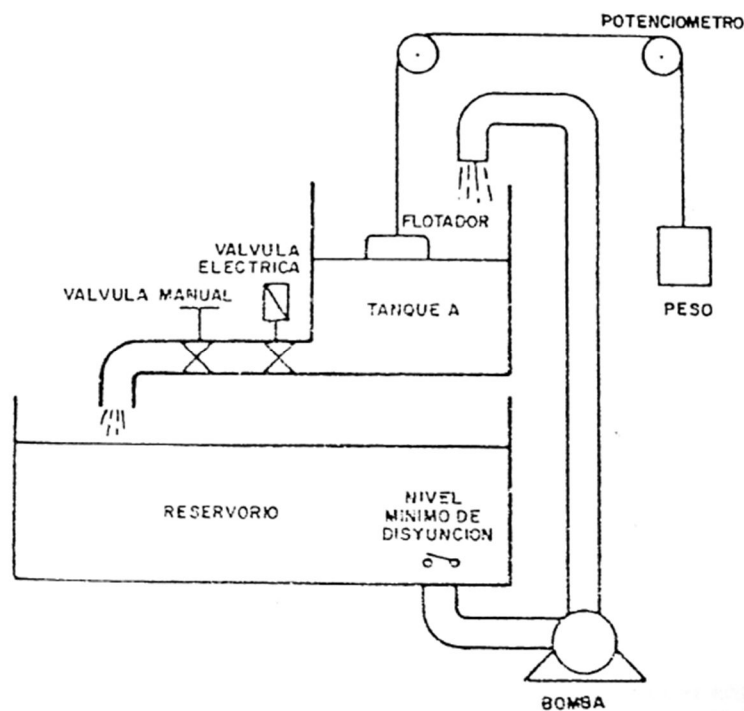 POTENCIOMETRO
FLOTADOR
VALVULA
ELECTRICA
VALVULA MANUAL
TANQUE A
PESO
RESERVORIO
NIVEL
MINIMO DE
DISYUNCION
BOMBA